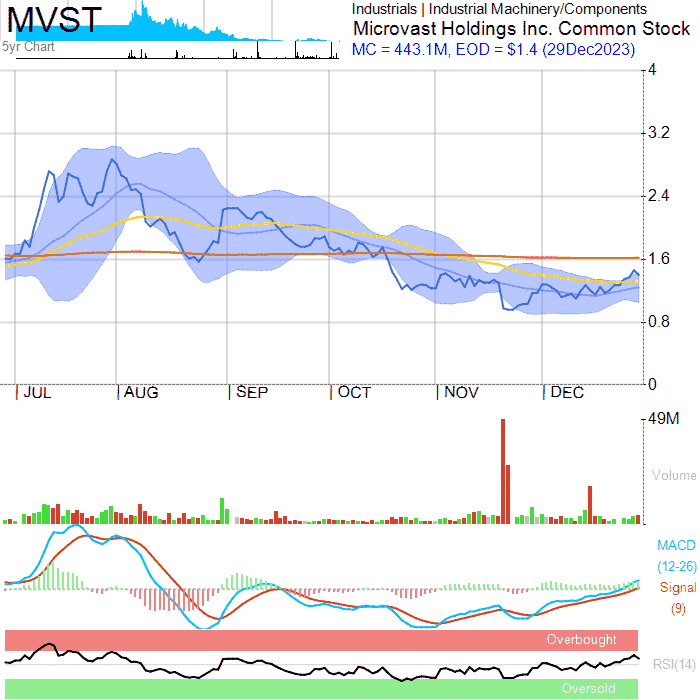 MVST
5yr Chart
Industrials | Industrial Machinery/Components
Microvast Holdings Inc. Common Stock
MC = 443.1M, EOD = $1.4 (29Dec2023)
4
3.2
2.4
1.6
0.8
0
JUL AUG SEP OCT NOV DEC
49M
Volume
MACD
(12-26)
Signal
(9)
Overbought
RSI(14)
Oversold